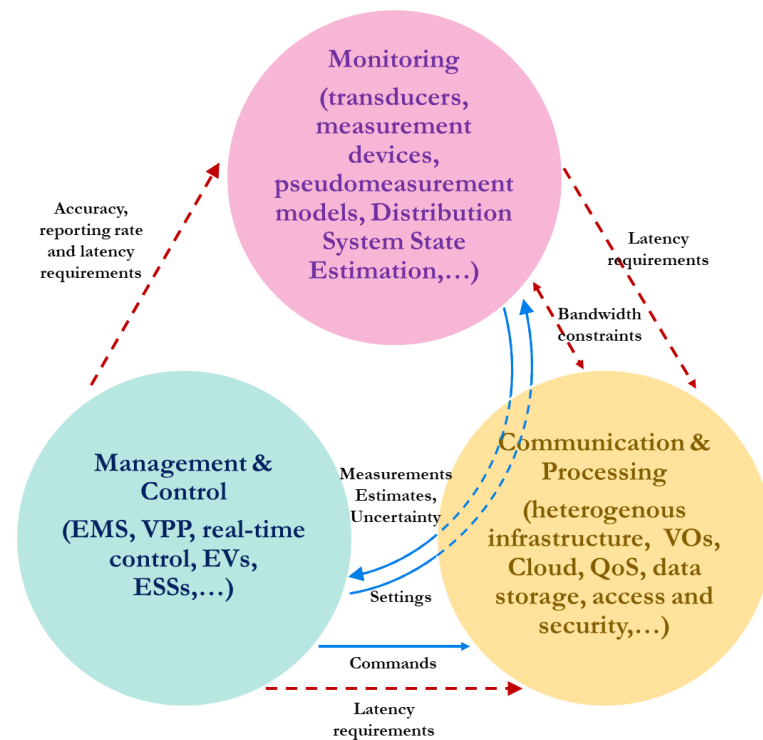 Monitoring
(transducers,
measurement
devices,
pseudomeasurement
models, Distribution
System State
Estimation,...)
Accuracy,
reporting rate
and latency
requirements
Latency
requirements
Bandwidth
constraints
Management &
Control
(EMS, VPP, real-time
control, EVs,
ESSs,...)
Measurements
Estimates,
Uncertainty
Communication &
Processing
(heterogenous
infrastructure, VOs,
Cloud, QoS, data
storage, access and
security,...)
Settings
Commands
Latency
requirements